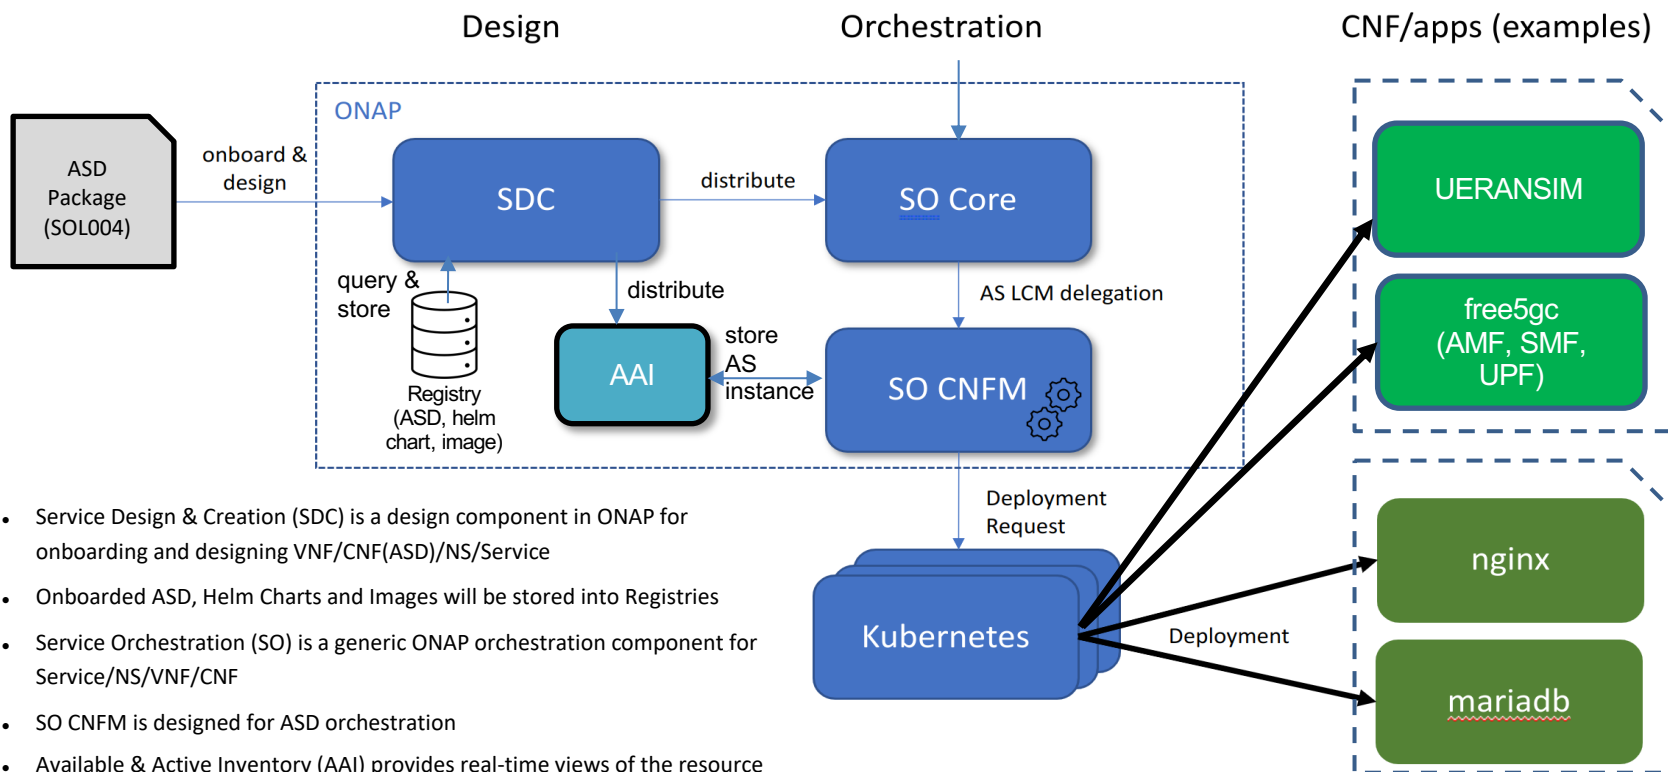 Design
Orchestration
CNF/apps (examples)
ONAP
ASD
Package
(SOL004)
onboard &
design
SDC
distribute
SO Core
UERANSIM
query &
store
distribute
AS LCM delegation
free5gc
(AMF, SMF,
UPF)
AAI
store
AS
instance
SO CNFM
Registry
(ASD, helm
chart, image)
Deployment
Request
Kubernetes
Deployment
nginx
mariadb
• Service Design & Creation (SDC) is a design component in ONAP for
onboarding and designing VNF/CNF(ASD)/NS/Service
• Onboarded ASD, Helm Charts and Images will be stored into Registries
• Service Orchestration (SO) is a generic ONAP orchestration component for
Service/NS/VNF/CNF
• SO CNFM is designed for ASD orchestration
• Available & Active Inventory (AAI) provides real-time views of the resource